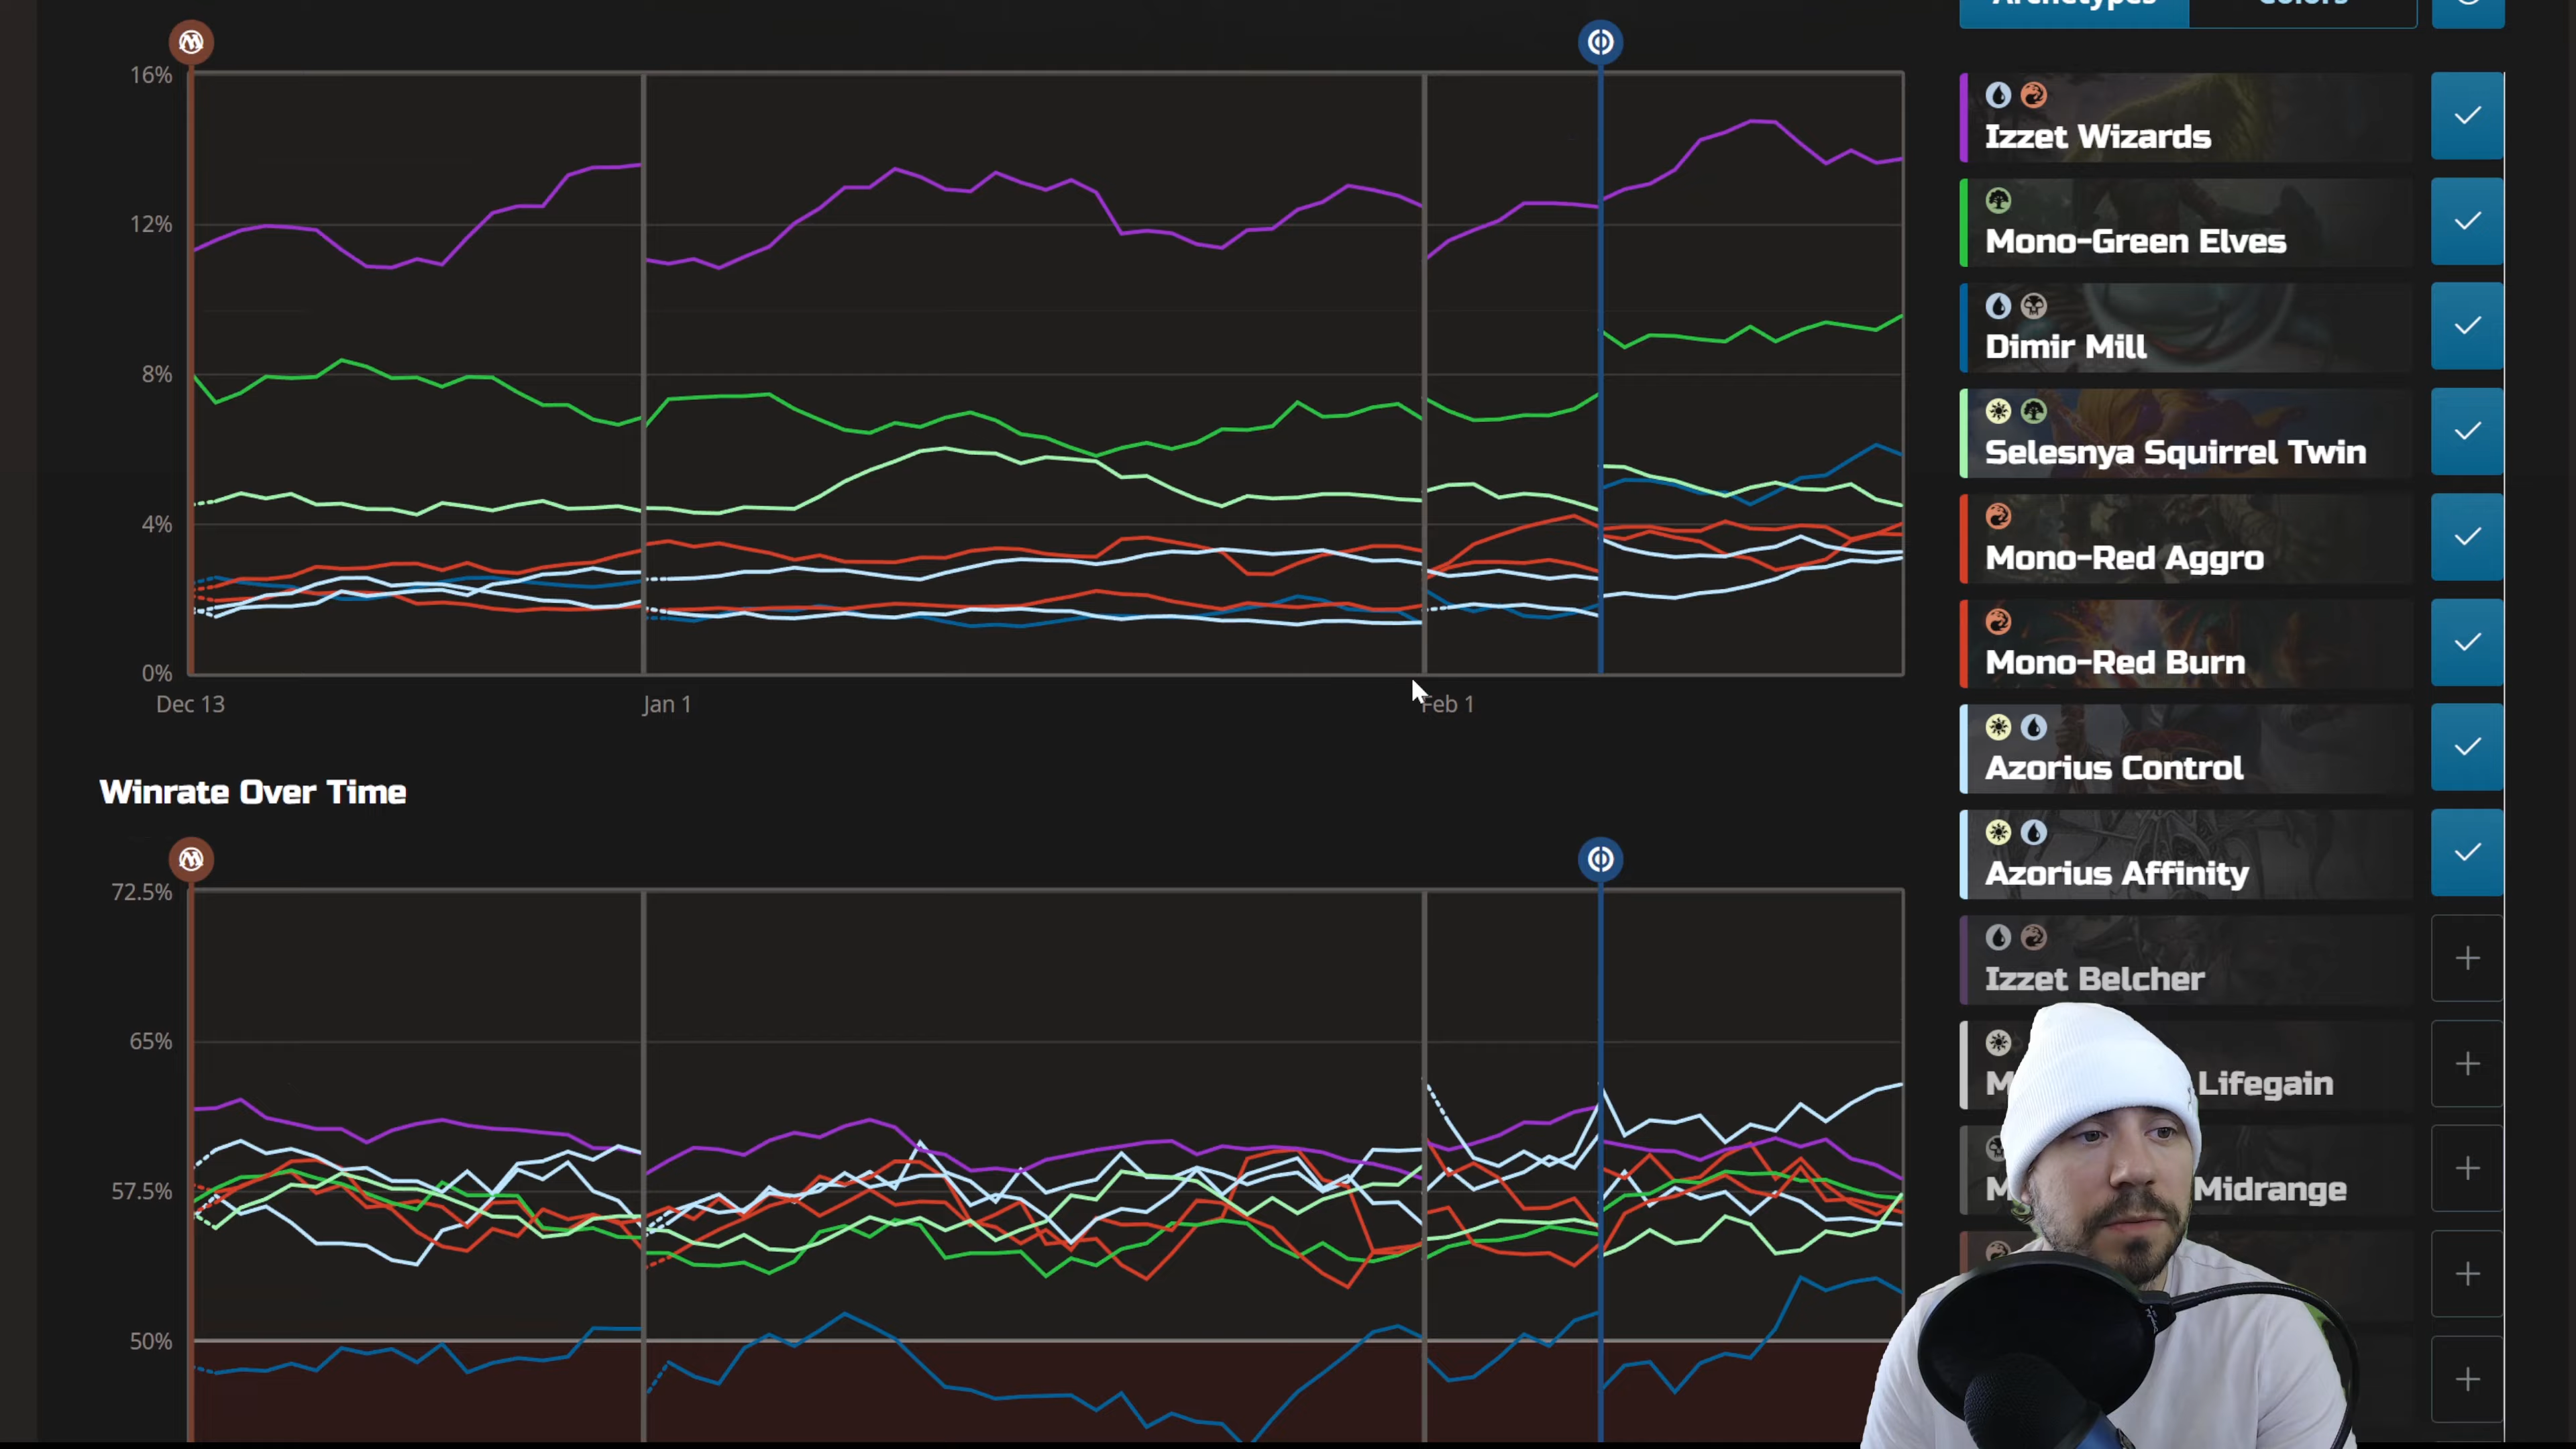 Archetypes
Colors
16%
12%
8%
4%
0%
Dec 13
Jan 1
Feb 1
Winrate Over Time
72.5%
65%
57.5%
50%
Izzet Wizards
Mono-Green Elves
Dimir Mill
Selesnya Squirrel Twin
Mono-Red Aggro
Mono-Red Burn
Azorius Control
Azorius Affinity
Izzet Belcher
Lifegain
Midrange